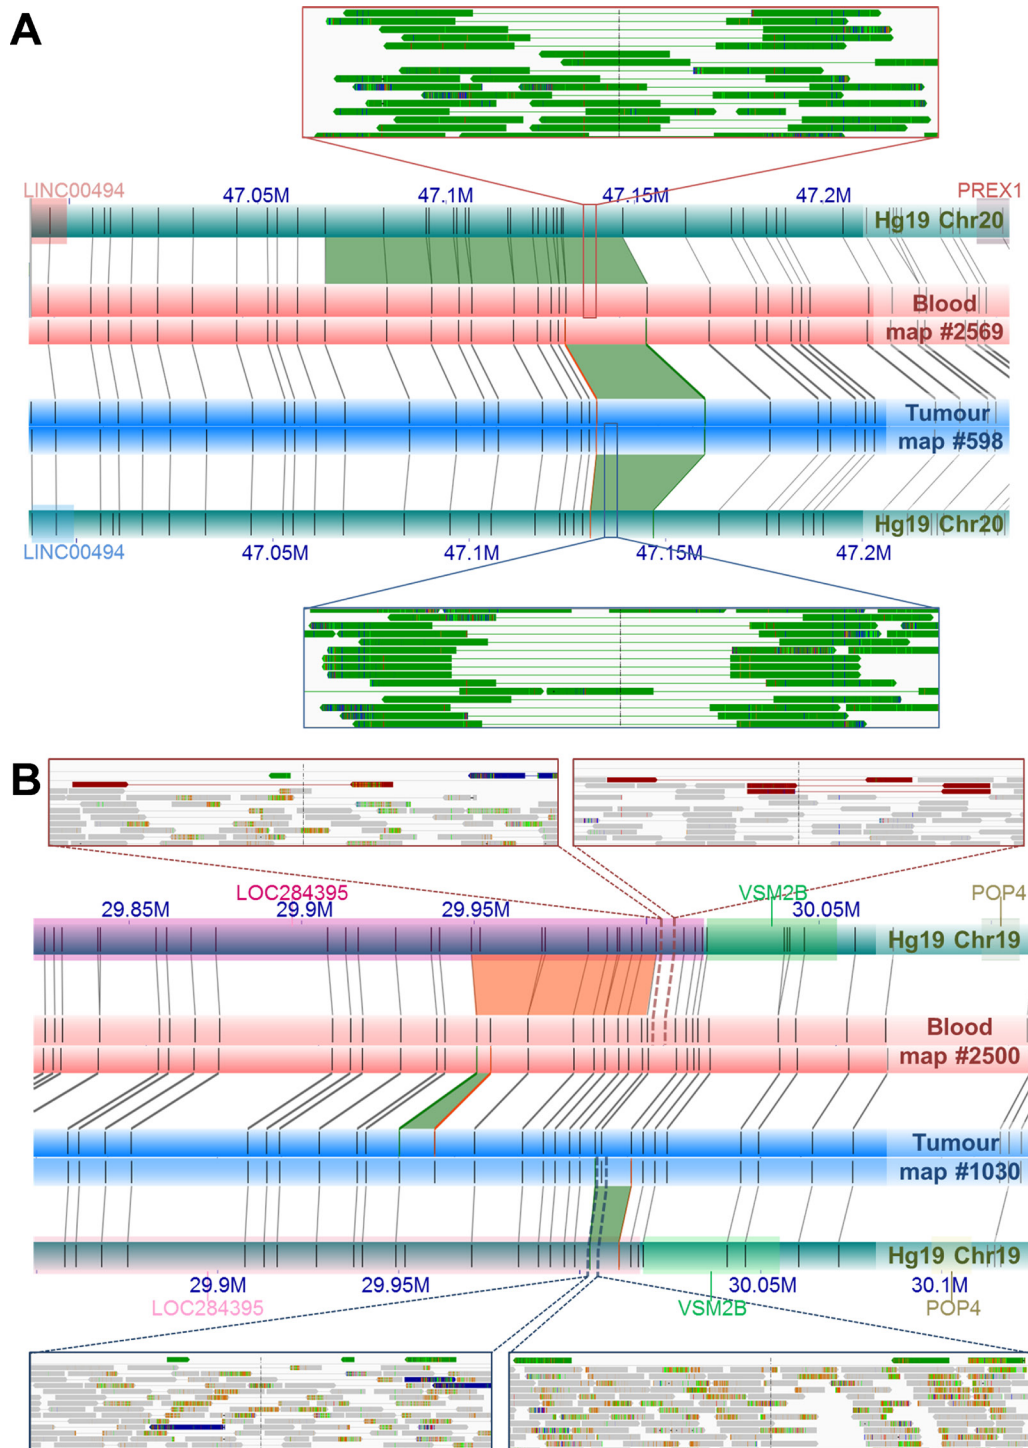 A
LINC00494 47.05M 47.1M 47.15M 47.2M PREX1
Hg19 Chr20
Blood
map #2569
Tumour
map #598
Hg19 Chr20
LINC00494 47.05M 47.1M 47.15M 47.2M
B
LOC284395 VSM2B POP4
29.85M 29.9M 29.95M 30.05M
Hg19 Chr19
Blood
map #2500
Tumour
map #1030
Hg19 Chr19
29.9M 29.95M 30.05M 30.1M
LOC284395 VSM2B POP4